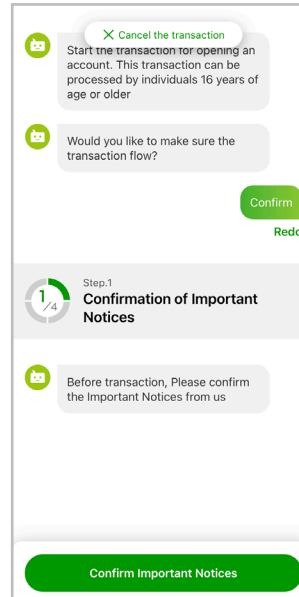 Cancel the transaction
Start the transaction for opening an
account. This transaction can be
processed by individuals 16 years of
age or older
Would you like to make sure the
transaction flow?
Confirm
Step.1
1/4
Confirmation of Important
Notices
Before transaction, Please confirm
the Important Notices from us
Confirm Important Notices